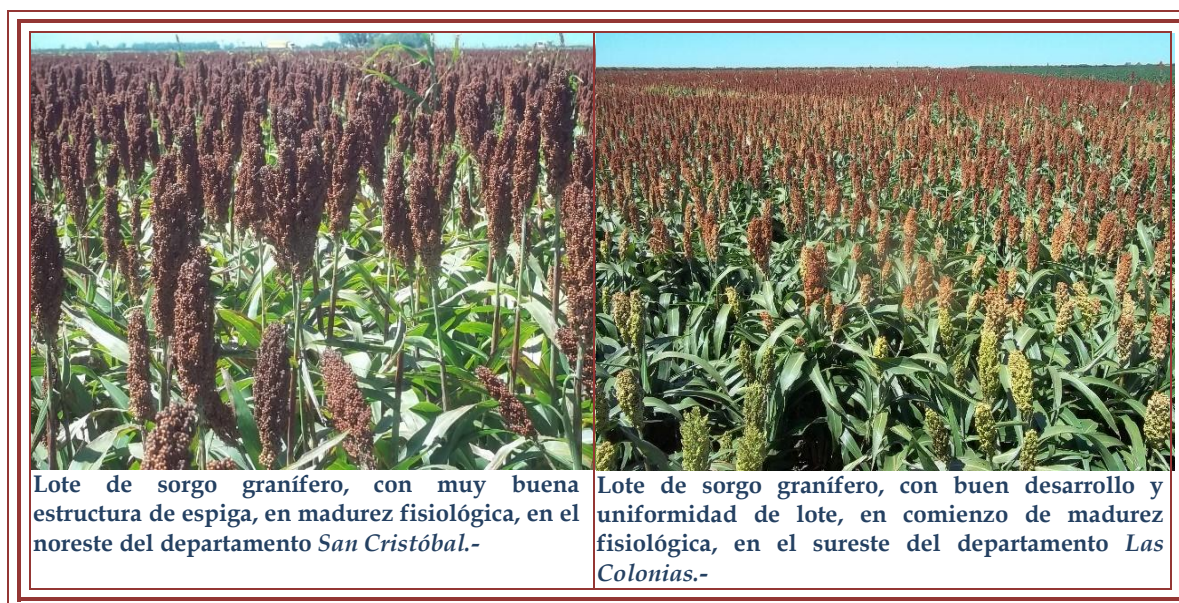 Lote de sorgo granífero, con muy buena
estructura de espiga, en madurez fisiológica, en el
noreste del departamento San Cristóbal.-
Lote de sorgo granífero, con buen desarrollo y
uniformidad de lote, en comienzo de madurez
fisiológica, en el sureste del departamento Las
Colonias.-